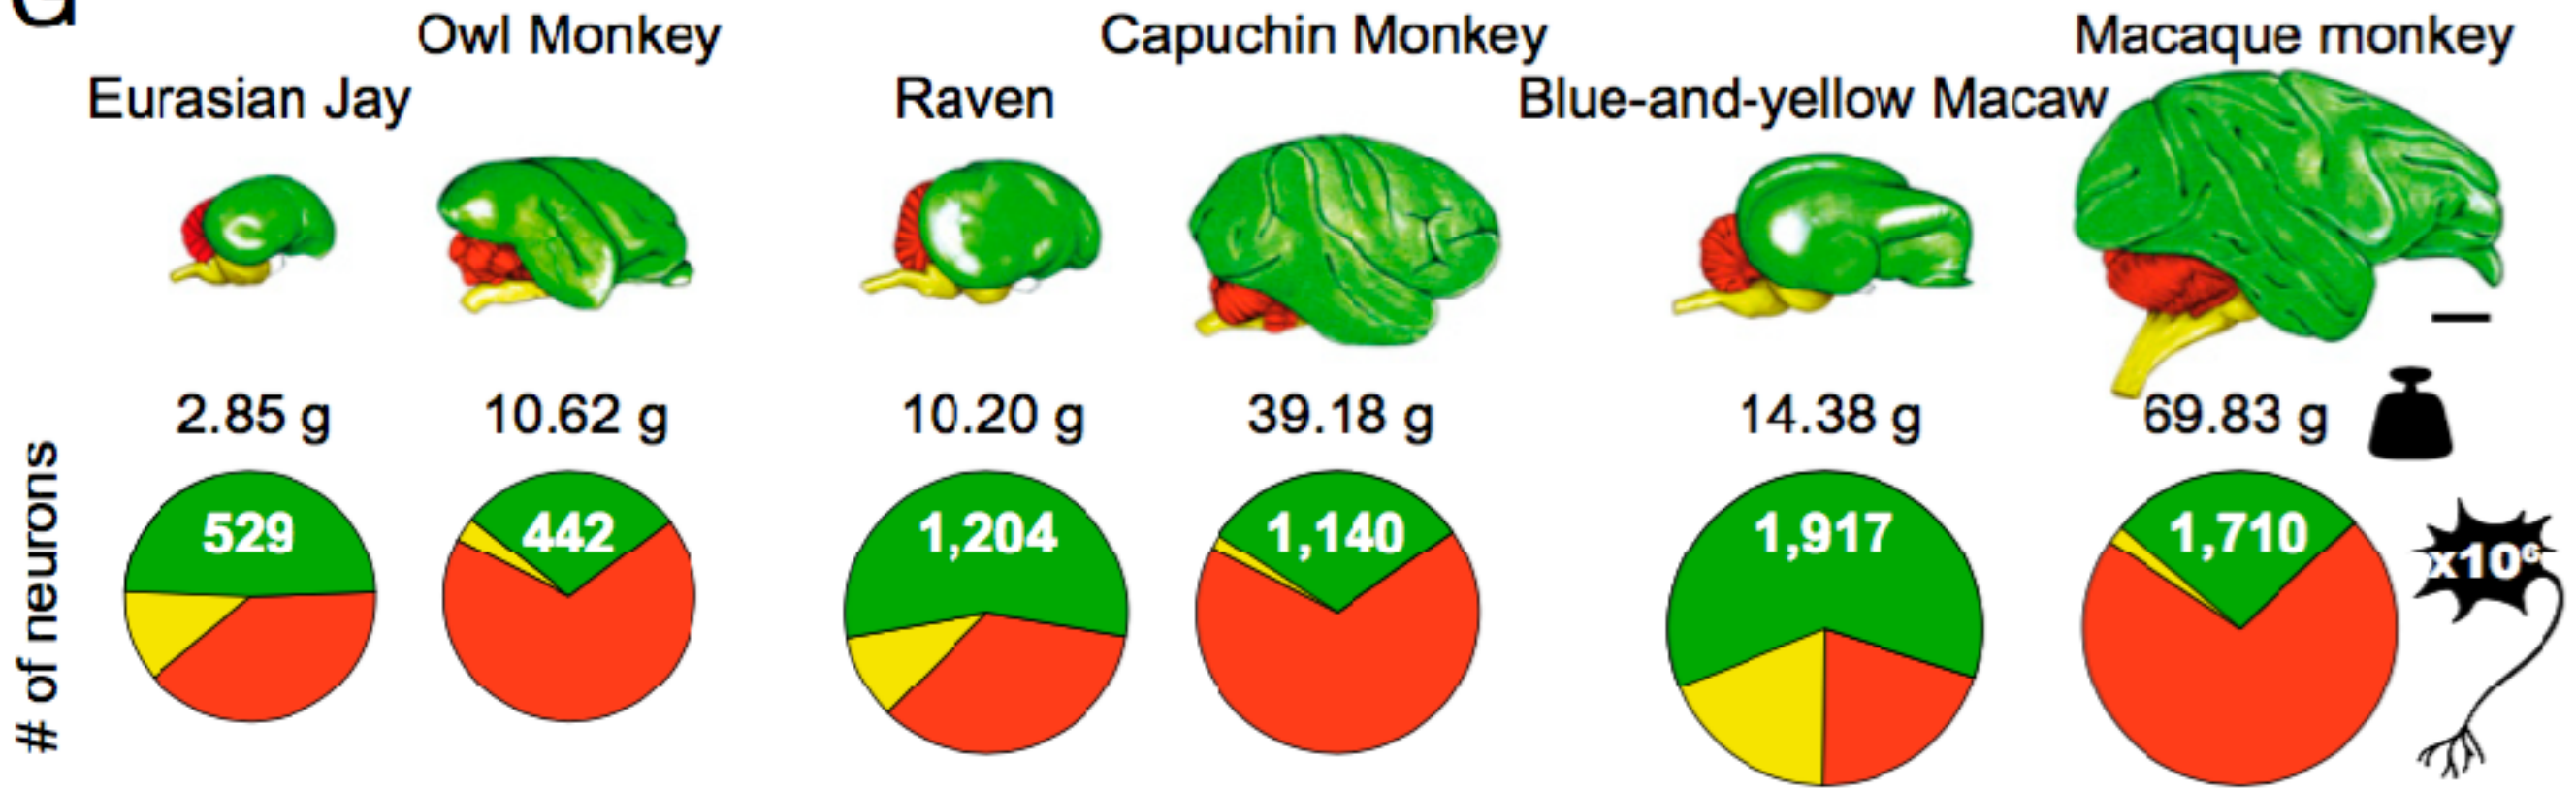 G
Owl Monkey
Capuchin Monkey
Macaque monkey
Eurasian Jay
Raven
Blue-and-yellow Macaw
2.85 g
10.62 g
10.20 g
39.18 g
14.38 g
69.83 g
# of neurons
529
442
1,204
1,140
1,917
1,710
x10⁶